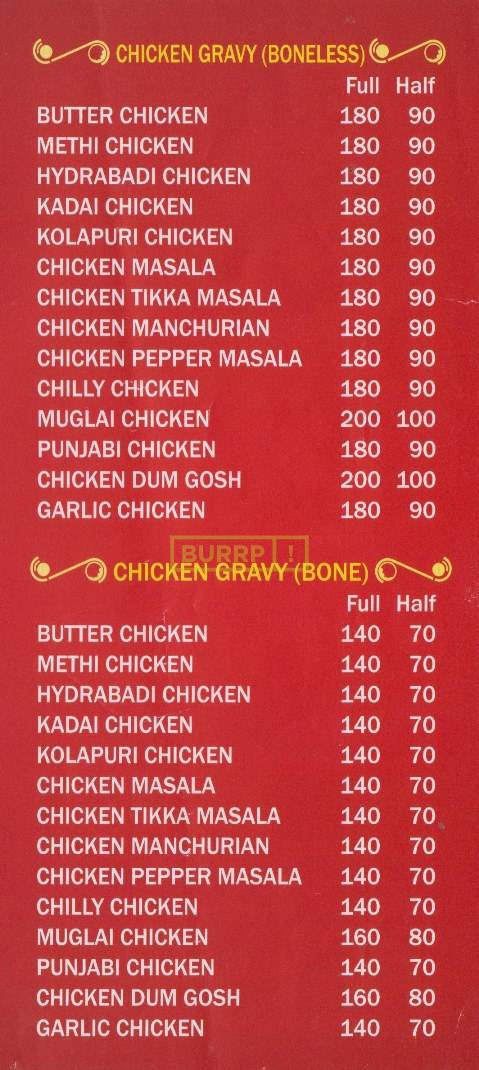 CHICKEN GRAVY (BONELESS)
Full Half
BUTTER CHICKEN 180 90
METHI CHICKEN 180 90
HYDRABADI CHICKEN 180 90
KADAI CHICKEN 180 90
KOLAPURI CHICKEN 180 90
CHICKEN MASALA 180 90
CHICKEN TIKKA MASALA 180 90
CHICKEN MANCHURIAN 180 90
CHICKEN PEPPER MASALA 180 90
CHILLY CHICKEN 180 90
MUGLAI CHICKEN 200 100
PUNJABI CHICKEN 180 90
CHICKEN DUM GOSH 200 100
GARLIC CHICKEN 180 90
BURRP!
CHICKEN GRAVY (BONE)
Full Half
BUTTER CHICKEN 140 70
METHI CHICKEN 140 70
HYDRABADI CHICKEN 140 70
KADAI CHICKEN 140 70
KOLAPURI CHICKEN 140 70
CHICKEN MASALA 140 70
CHICKEN TIKKA MASALA 140 70
CHICKEN MANCHURIAN 140 70
CHICKEN PEPPER MASALA 140 70
CHILLY CHICKEN 140 70
MUGLAI CHICKEN 160 80
PUNJABI CHICKEN 140 70
CHICKEN DUM GOSH 160 80
GARLIC CHICKEN 140 70